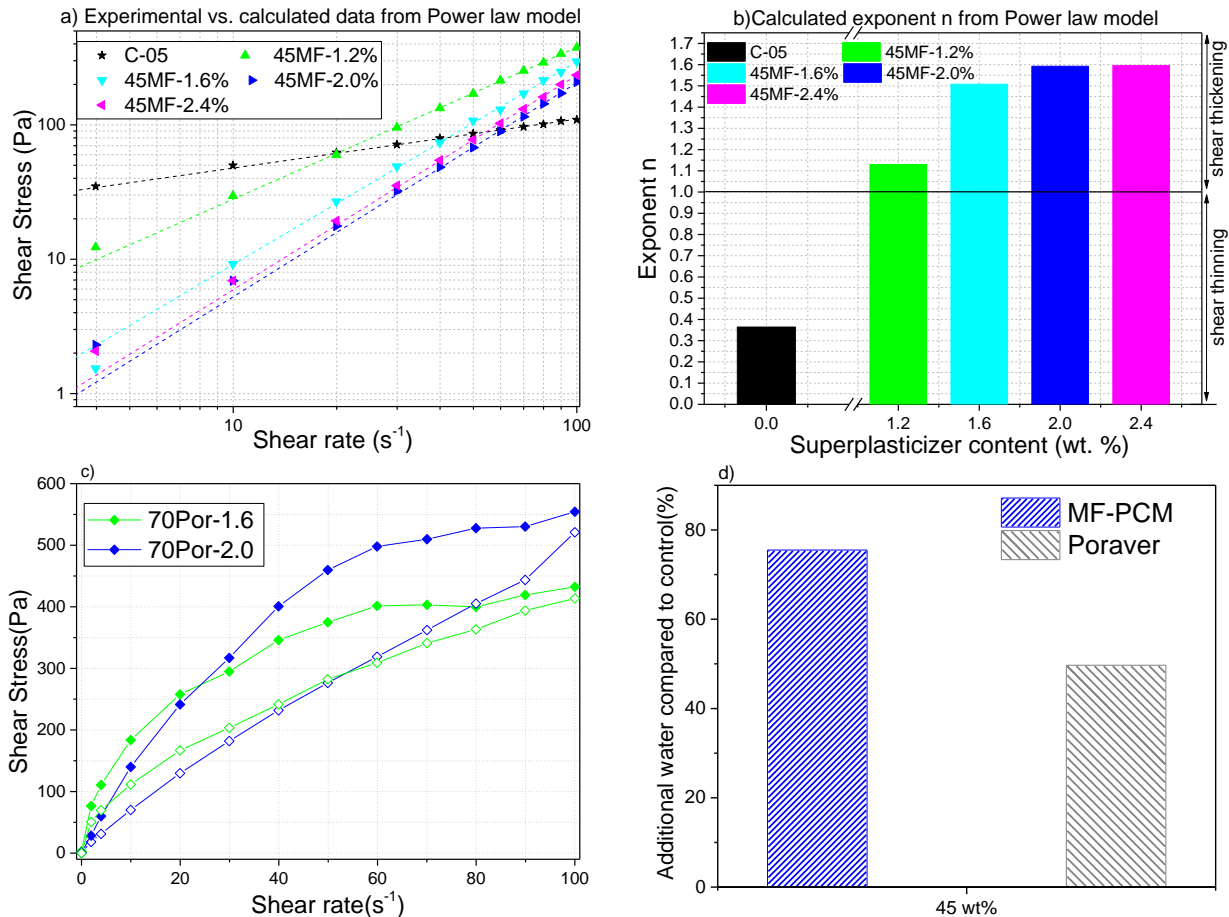 a) Experimental vs. calculated data from Power law model
C-05
45MF-1.2%
45MF-1.6%
45MF-2.0%
45MF-2.4%
100
10
1
Shear Stress (Pa)
10
100
Shear rate (s-1)
b)Calculated exponent n from Power law model
C-05
45MF-1.2%
45MF-1.6%
45MF-2.0%
45MF-2.4%
1.7
1.6
1.5
1.4
1.3
1.2
1.1
1.0
0.9
0.8
0.7
0.6
0.5
0.4
0.3
0.2
0.1
0.0
Exponent n
shear thickening
shear thinning
0.0
1.2
1.6
2.0
2.4
Superplasticizer content (wt. %)
c)
70Por-1.6
70Por-2.0
600
500
400
300
200
100
0
Shear Stress(Pa)
0
20
40
60
80
100
Shear rate(s-1)
d)
MF-PCM
Poraver
80
60
40
20
0
Additional water compared to control(%)
45 wt%